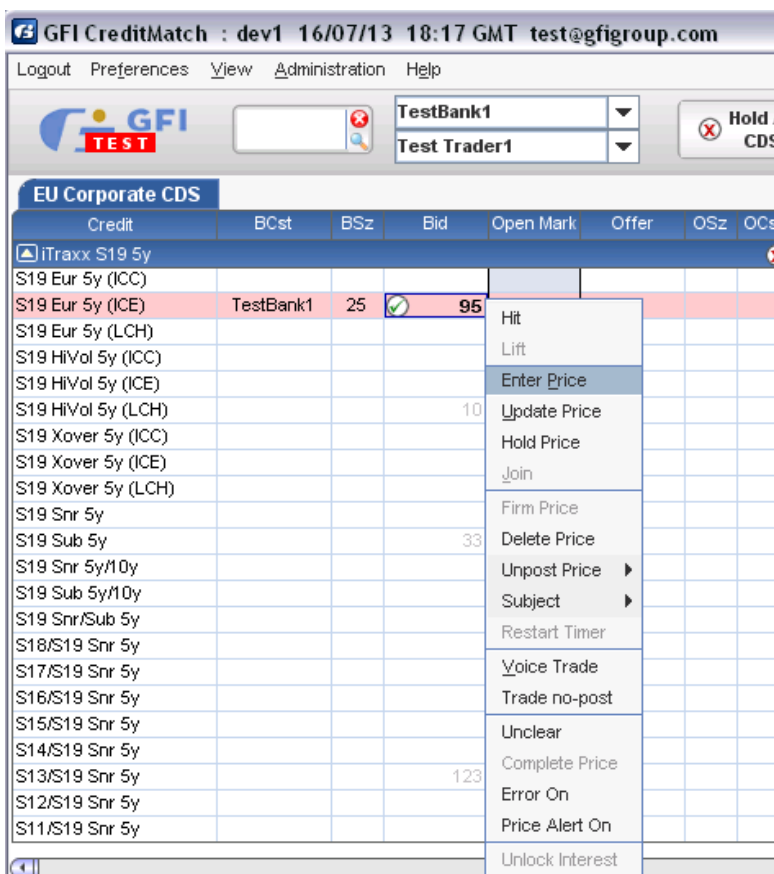 GFI CreditMatch : dev1 16/07/13 18:17 GMT test@gfigroup.com
Logout Preferences View Administration Help
GFI
TEST
TestBank1
Test Trader1
Hold
CDS
EU Corporate CDS
Credit BCst BSz Bid Open Mark Offer OSz OCs
iTraxx S19 5y
S19 Eur 5y (ICC)
S19 Eur 5y (ICE) TestBank1 25 95
S19 Eur 5y (LCH)
S19 HiVol 5y (ICC)
S19 HiVol 5y (ICE)
S19 HiVol 5y (LCH) 10
S19 Xover 5y (ICC)
S19 Xover 5y (ICE)
S19 Xover 5y (LCH)
S19 Snr 5y
S19 Sub 5y 33
S19 Snr 5y/10y
S19 Sub 5y/10y
S19 Snr/Sub 5y
S18/S19 Snr 5y
S17/S19 Snr 5y
S16/S19 Snr 5y
S15/S19 Snr 5y
S14/S19 Snr 5y
S13/S19 Snr 5y 123
S12/S19 Snr 5y
S11/S19 Snr 5y
Hit
Lift
Enter Price
Update Price
Hold Price
Join
Firm Price
Delete Price
Unpost Price
Subject
Restart Timer
Voice Trade
Trade no-post
Unclear
Complete Price
Error On
Price Alert On
Unlock Interest